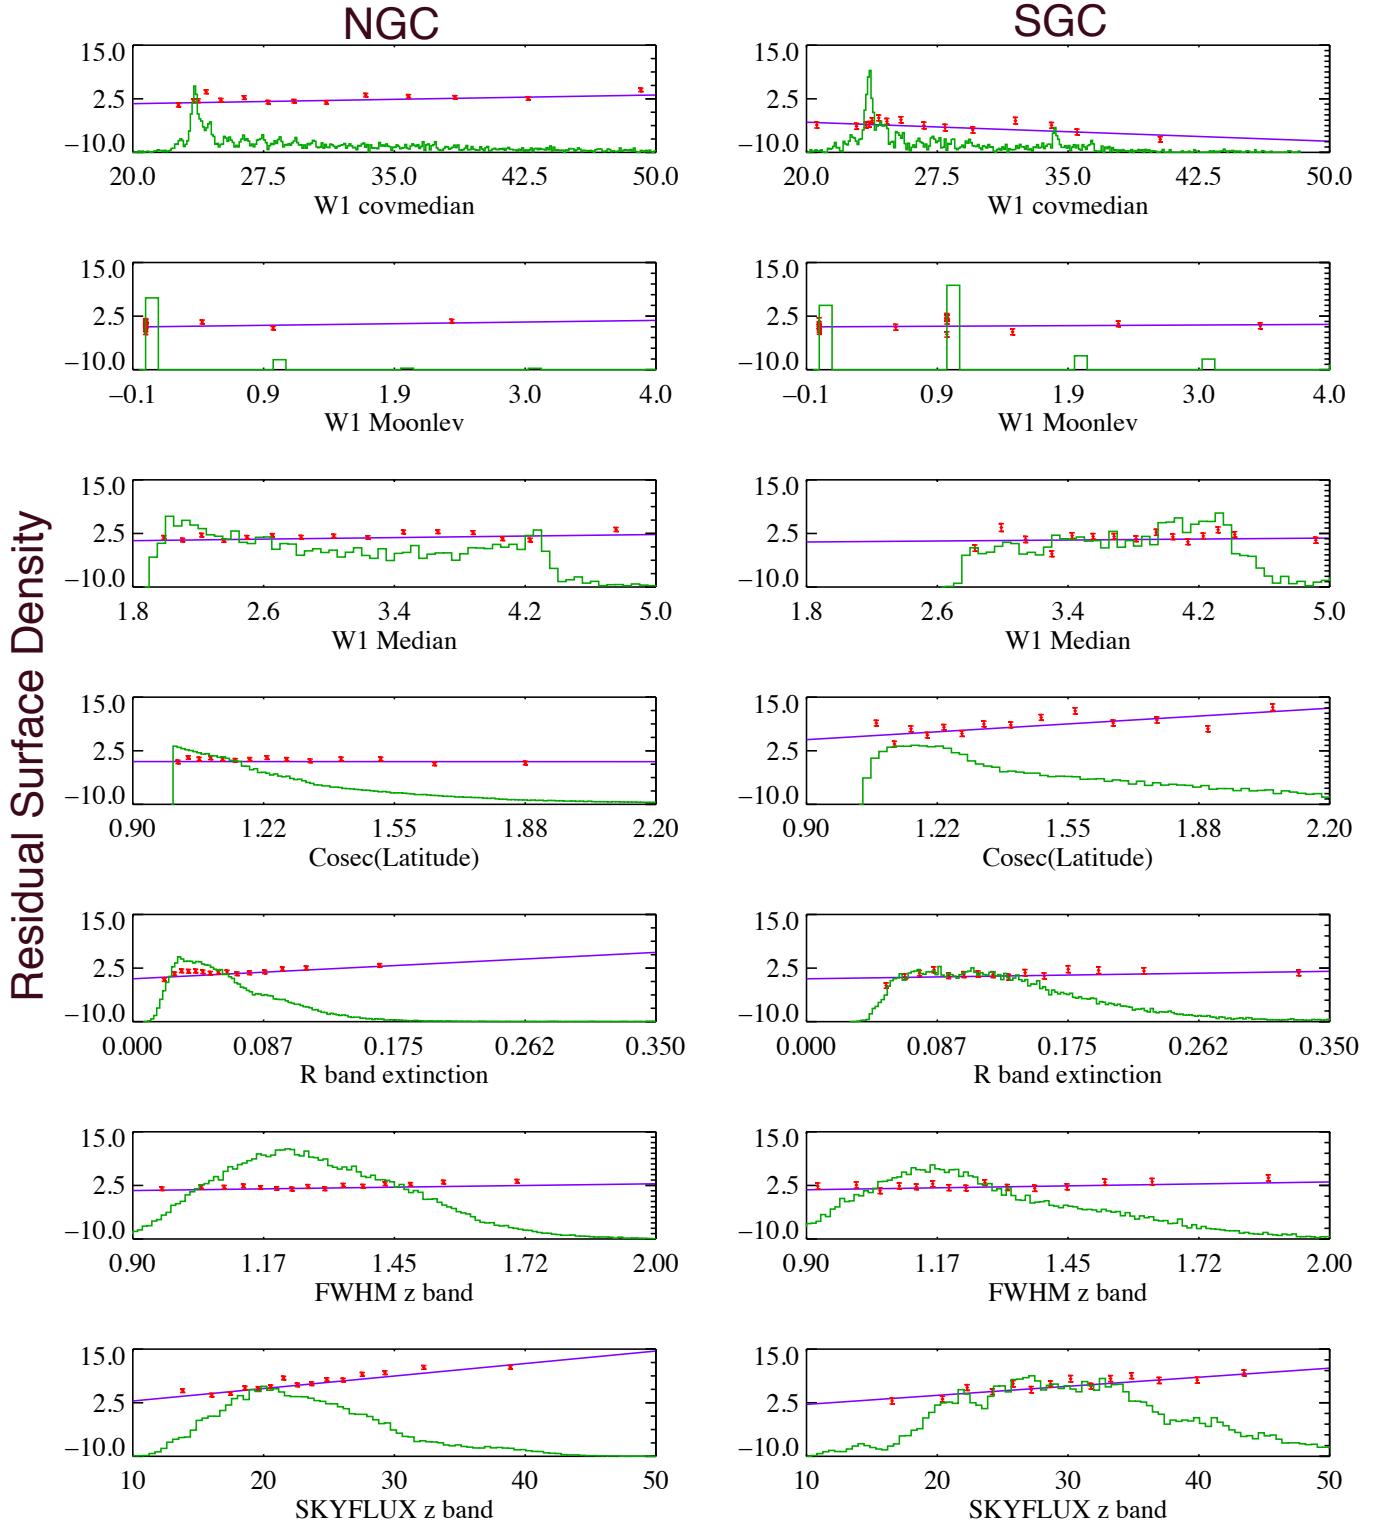 NGC SGC
15.0 15.0
2.5 2.5
−10.0 −10.0
20.0 27.5 35.0 42.5 50.0 20.0 27.5 35.0 42.5 50.0
W1 covmedian W1 covmedian
15.0 15.0
2.5 2.5
−10.0 −10.0
−0.1 0.9 1.9 3.0 4.0 −0.1 0.9 1.9 3.0 4.0
W1 Moonlev W1 Moonlev
15.0 15.0
2.5 2.5
−10.0 −10.0
1.8 2.6 3.4 4.2 5.0 1.8 2.6 3.4 4.2 5.0
W1 Median W1 Median
Residual Surface Density
15.0 15.0
2.5 2.5
−10.0 −10.0
0.90 1.22 1.55 1.88 2.20 0.90 1.22 1.55 1.88 2.20
Cosec(Latitude) Cosec(Latitude)
15.0 15.0
2.5 2.5
−10.0 −10.0
0.000 0.087 0.175 0.262 0.350 0.000 0.087 0.175 0.262 0.350
R band extinction R band extinction
15.0 15.0
2.5 2.5
−10.0 −10.0
0.90 1.17 1.45 1.72 2.00 0.90 1.17 1.45 1.72 2.00
FWHM z band FWHM z band
15.0 15.0
2.5 2.5
−10.0 −10.0
10 20 30 40 50 10 20 30 40 50
SKYFLUX z band SKYFLUX z band